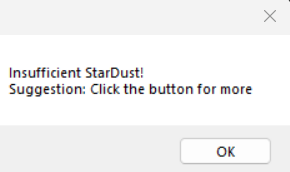 Insufficient StarDust!
Suggestion: Click the button for more
OK